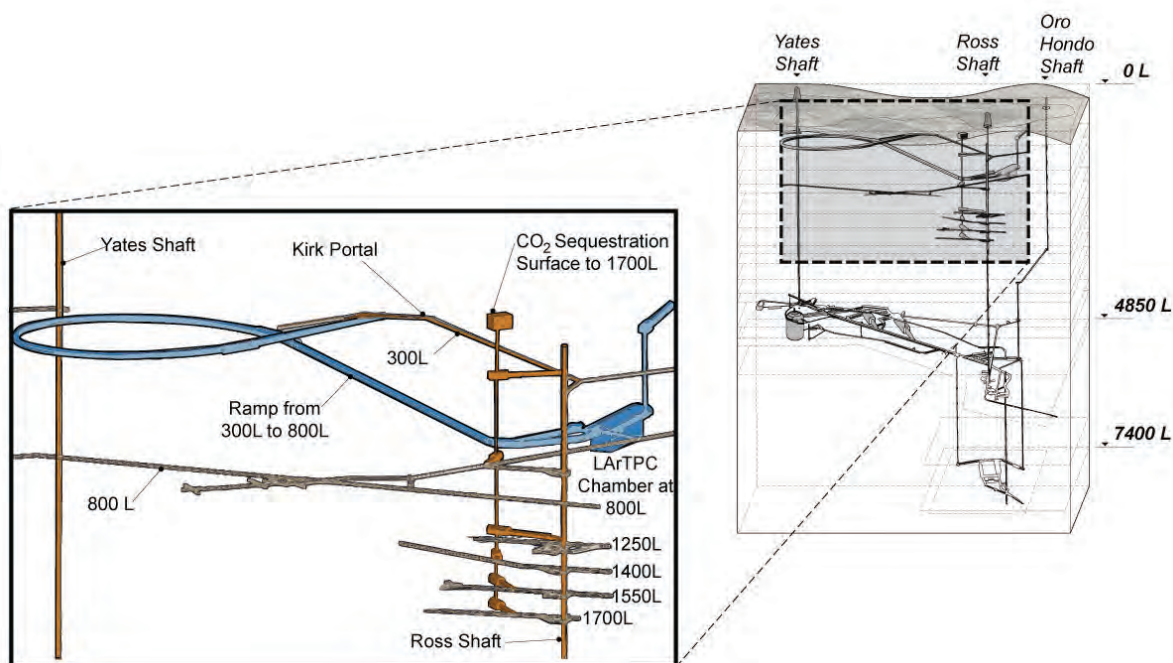 Yates
Shaft
Ross
Shaft
Oro
Hondo
Shaft
0 L
4850 L
7400 L
Yates Shaft
Kirk Portal
CO₂ Sequestration
Surface to 1700L
300L
Ramp from
300L to 800L
800 L
LArTPC
Chamber at
800L
1250L
1400L
1550L
1700L
Ross Shaft